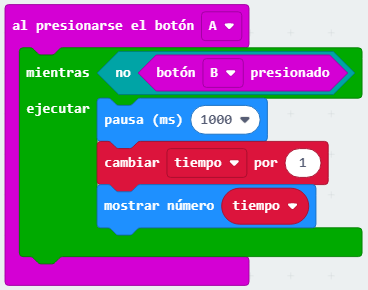 al presionarse el botón A
mientras no botón B presionado
ejecutar
pausa (ms) 1000
cambiar tiempo por 1
mostrar número tiempo